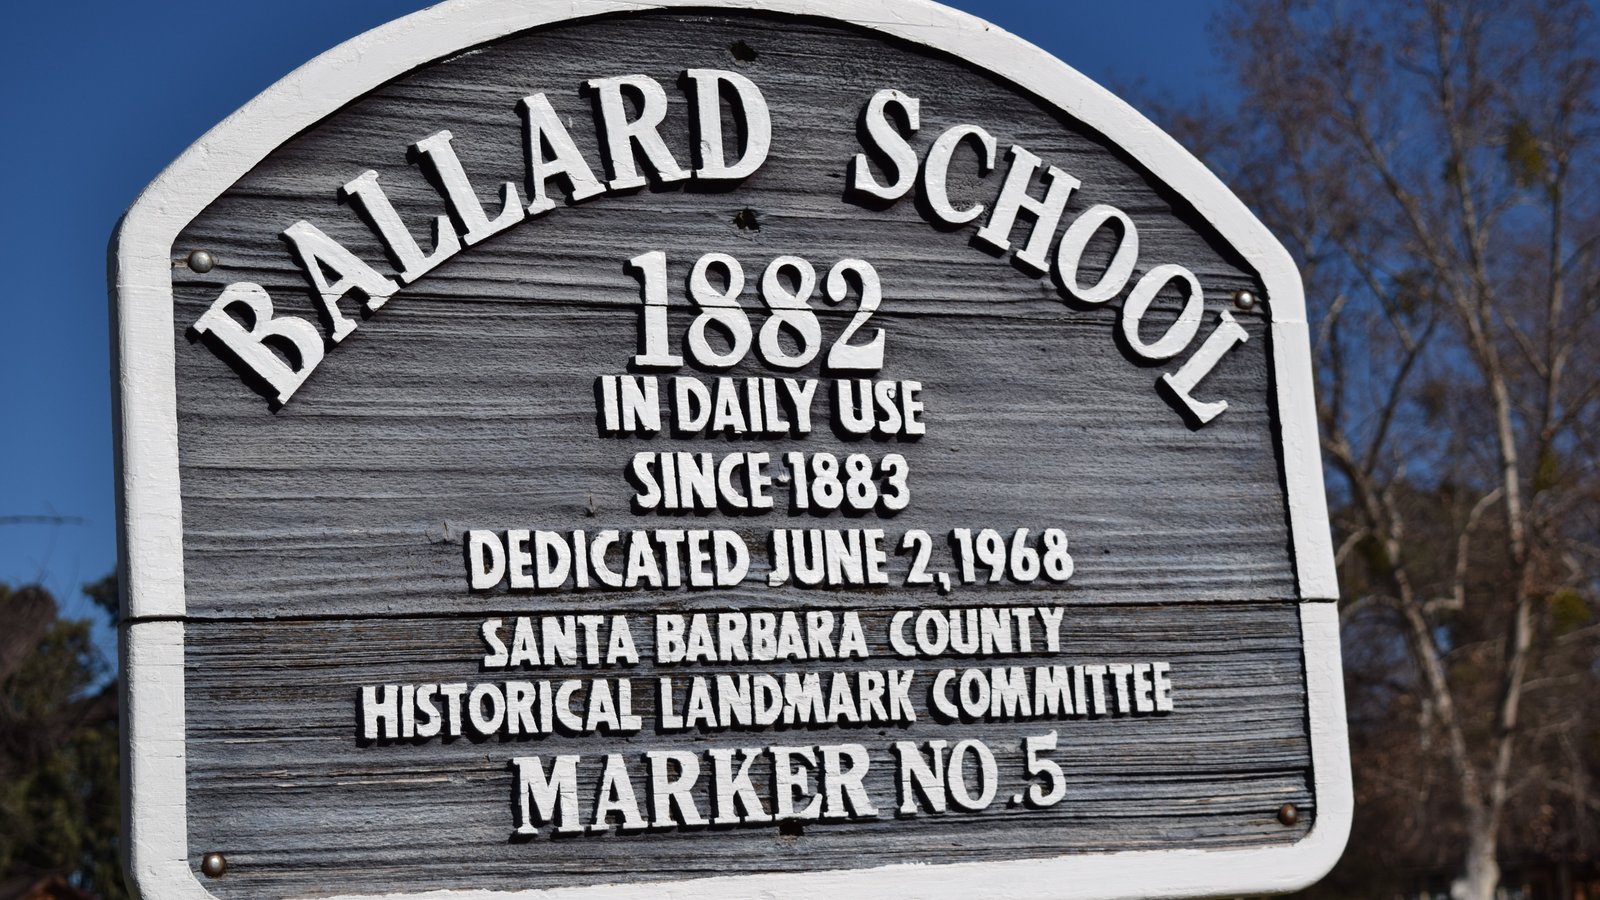 BALLARD SCHOOL
1882
IN DAILY USE
SINCE 1883
DEDICATED JUNE 2, 1968
SANTA BARBARA COUNTY
HISTORICAL LANDMARK COMMITTEE
MARKER NO. 5